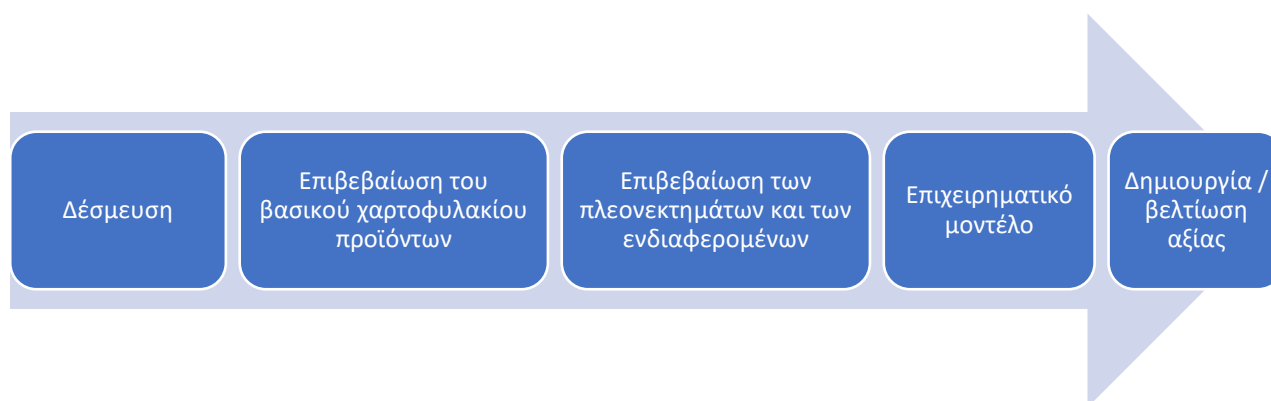 Δέσμευση
Επιβεβαίωση του
βασικού χαρτοφυλακίου
προϊόντων
Επιβεβαίωση των
πλεονεκτημάτων και των
ενδιαφερομένων
Επιχειρηματικό
μοντέλο
Δημιουργία /
βελτίωση
αξίας